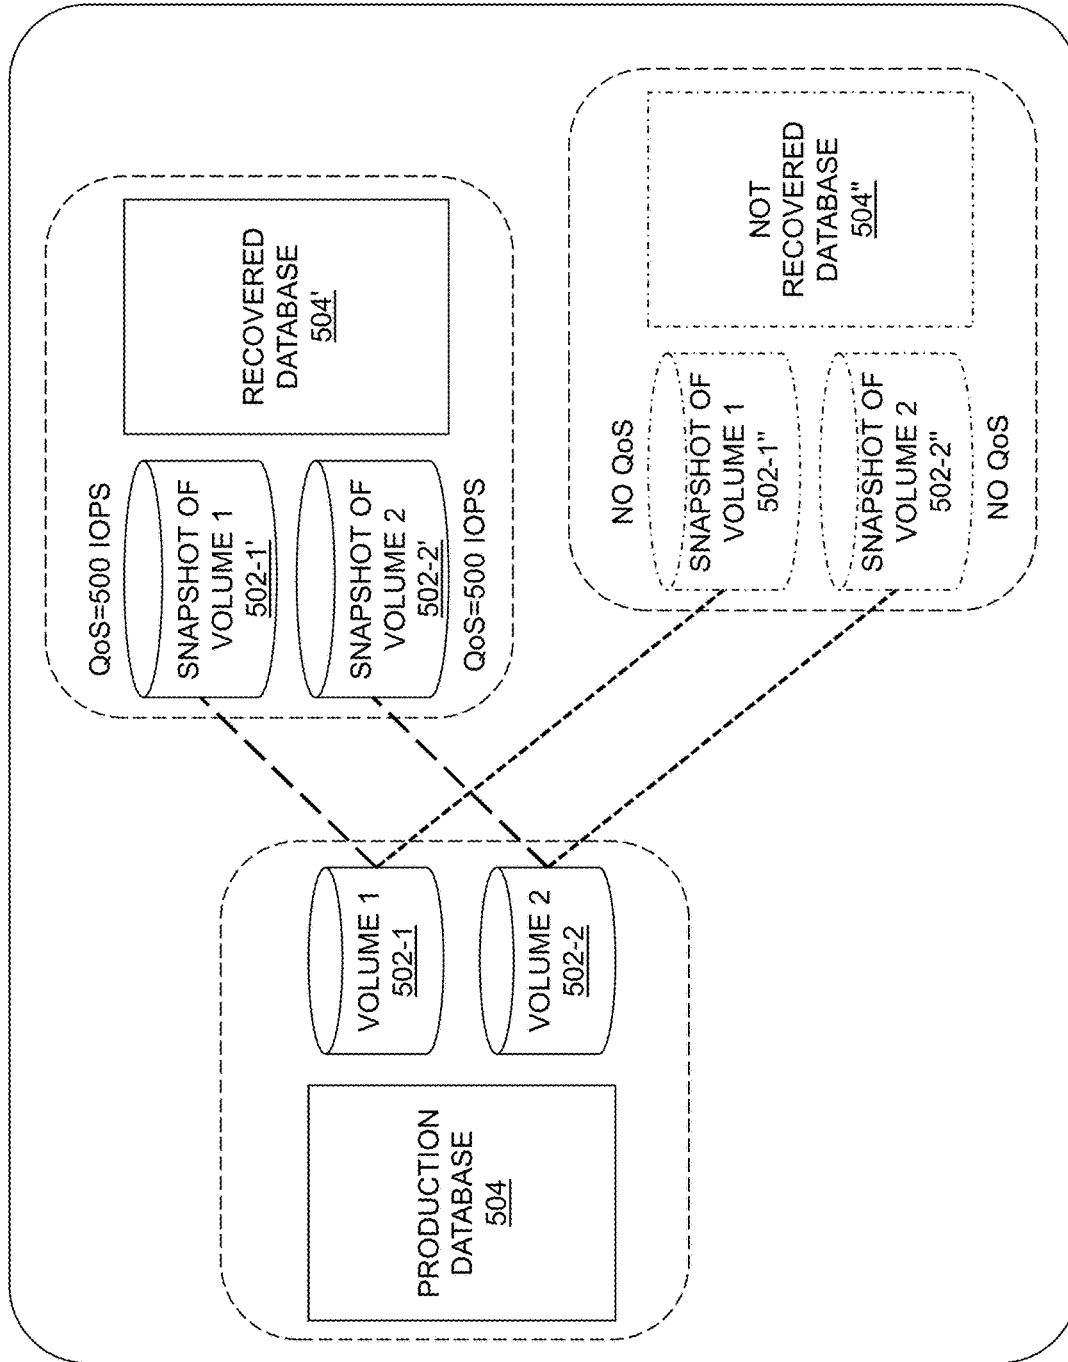 PRODUCTION
DATABASE
504
VOLUME 1
502-1
VOLUME 2
502-2
QoS=500 IOPS
SNAPSHOT OF
VOLUME 1
502-1'
SNAPSHOT OF
VOLUME 2
502-2'
QoS=500 IOPS
RECOVERED
DATABASE
504'
NO QoS
SNAPSHOT OF
VOLUME 1
502-1"
SNAPSHOT OF
VOLUME 2
502-2"
NO QoS
NOT
RECOVERED
DATABASE
504"